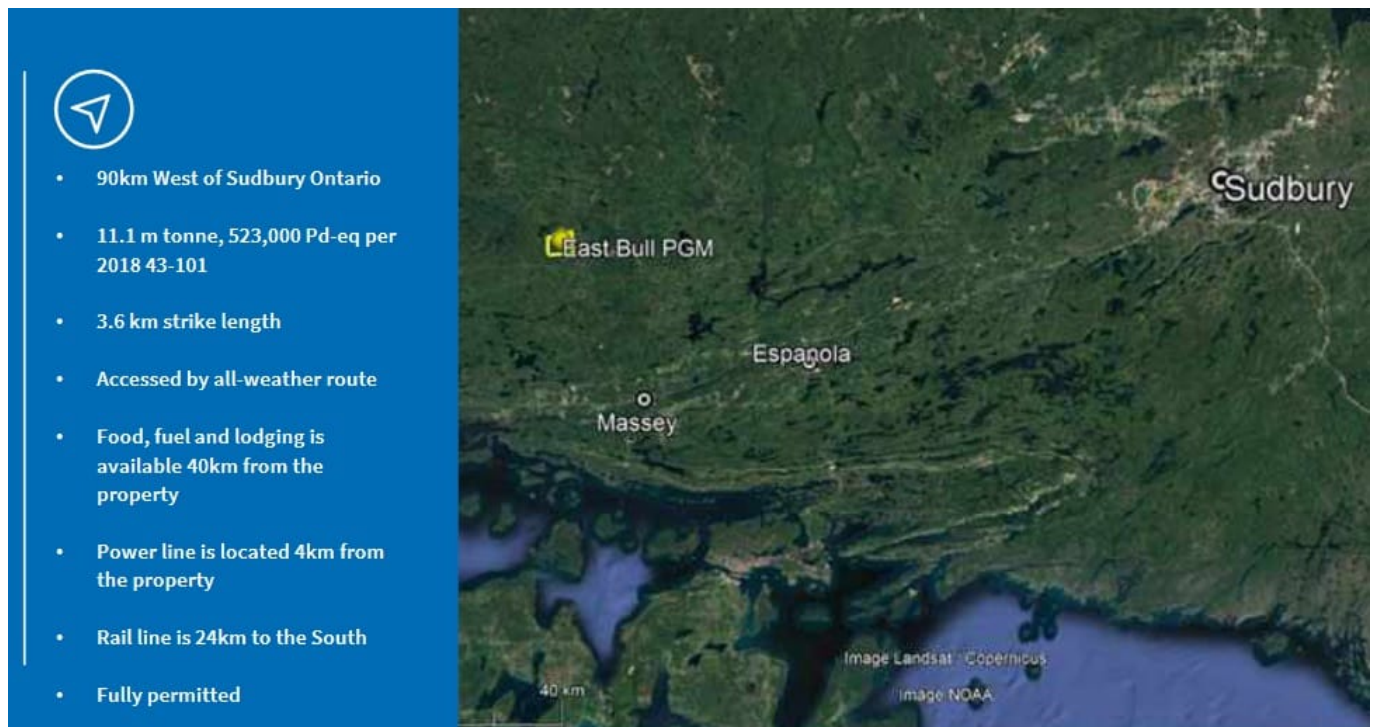 90km West of Sudbury Ontario
11.1 m tonne, 523,000 Pd-eq per
2018 43-101
3.6 km strike length
Accessed by all-weather route
Food, fuel and lodging is
available 40km from the
property
Power line is located 4km from
the property
Rail line is 24km to the South
Fully permitted
Sudbury
East Bull PGM
Espanola
Massey
Image Landsat / Copernicus
40 km
Image NOAA